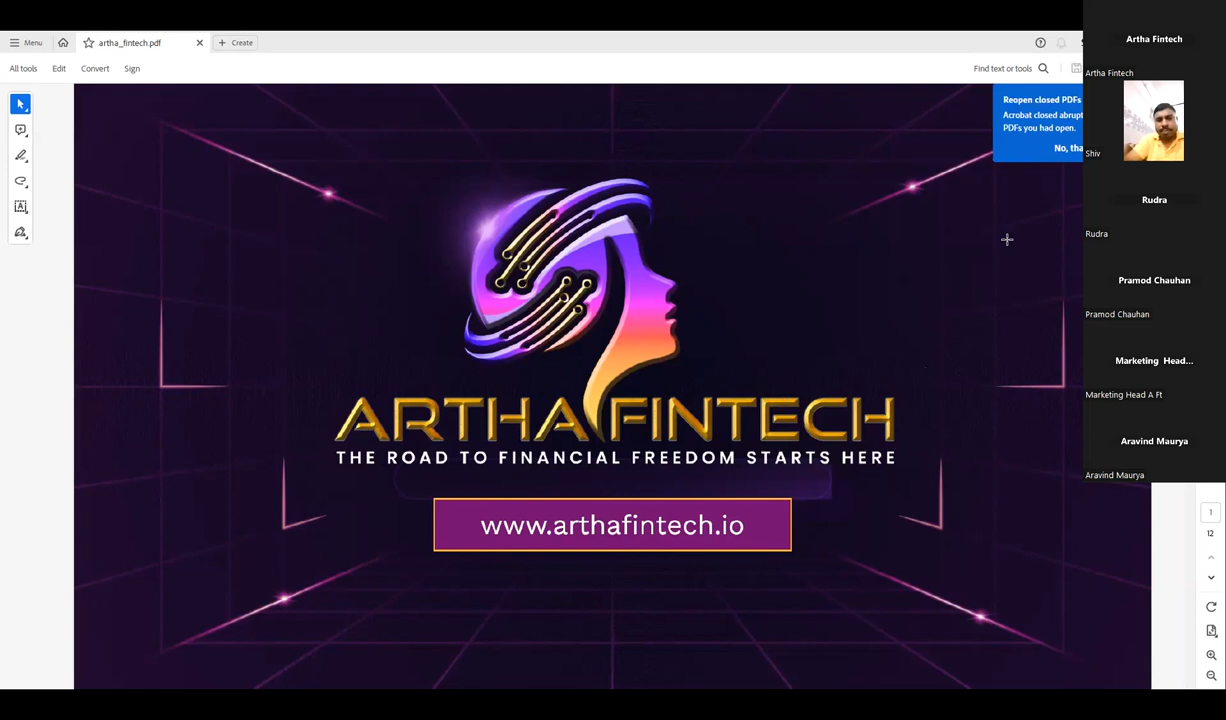 Menu
artha_fintech.pdf
Create
All tools
Edit
Convert
Sign
Find text or tools
Reopen closed PDFs
Acrobat closed
PDFs you had open.
No,
ARTHA FINTECH
THE ROAD TO FINANCIAL FREEDOM STARTS HERE
www.arthafintech.io
Artha Fintech
Artha Fintech
Shiv
Rudra
Rudra
Pramod Chauhan
Pramod Chauhan
Marketing Head...
Marketing Head A Ft
Aravind Maurya
Aravind Maurya
1
12